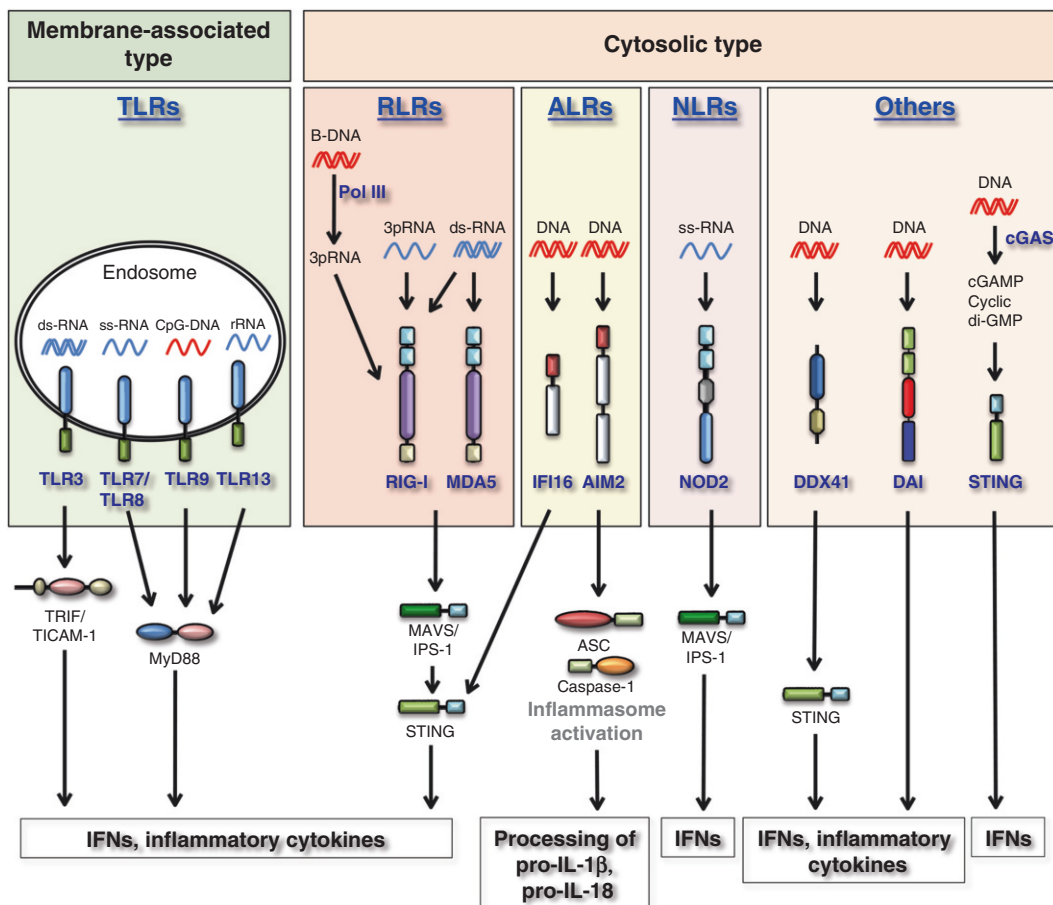 Membrane-associated
type
Cytosolic type
TLRs
RLRs
ALRs
NLRs
Others
B-DNA
Pol III
3pRNA
3pRNA
ds-RNA
DNA
DNA
ss-RNA
DNA
DNA
DNA
cGAS
cGAMP
Cyclic
di-GMP
Endosome
ds-RNA
ss-RNA
CpG-DNA
rRNA
TLR3
TLR7/
TLR8
TLR9
TLR13
RIG-I
MDA5
IFI16
AIM2
NOD2
DDX41
DAI
STING
TRIF/
TICAM-1
MyD88
MAVS/
IPS-1
STING
ASC
Caspase-1
Inflammasome
activation
MAVS/
IPS-1
STING
IFNs, inflammatory cytokines
Processing of
pro-IL-1β,
pro-IL-18
IFNs
IFNs, inflammatory
cytokines
IFNs